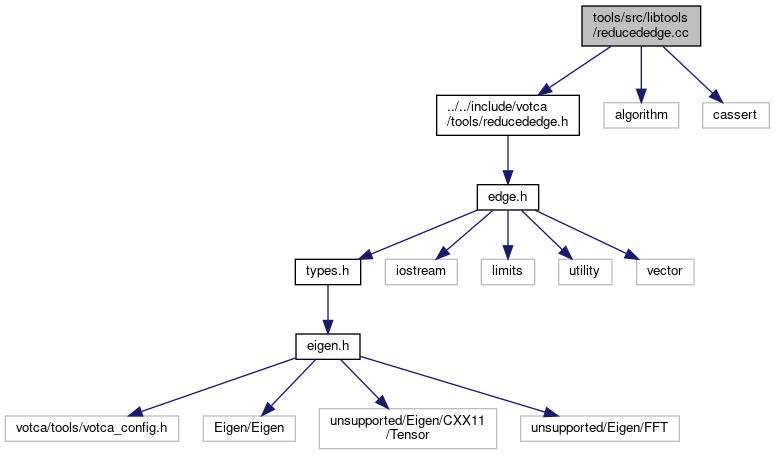 tools/src/libtools
/reducededge.cc
../../include/votca
/tools/reducededge.h
algorithm
cassert
edge.h
types.h
iostream
limits
utility
vector
eigen.h
votca/tools/votca_config.h
Eigen/Eigen
unsupported/Eigen/CXX11
/Tensor
unsupported/Eigen/FFT